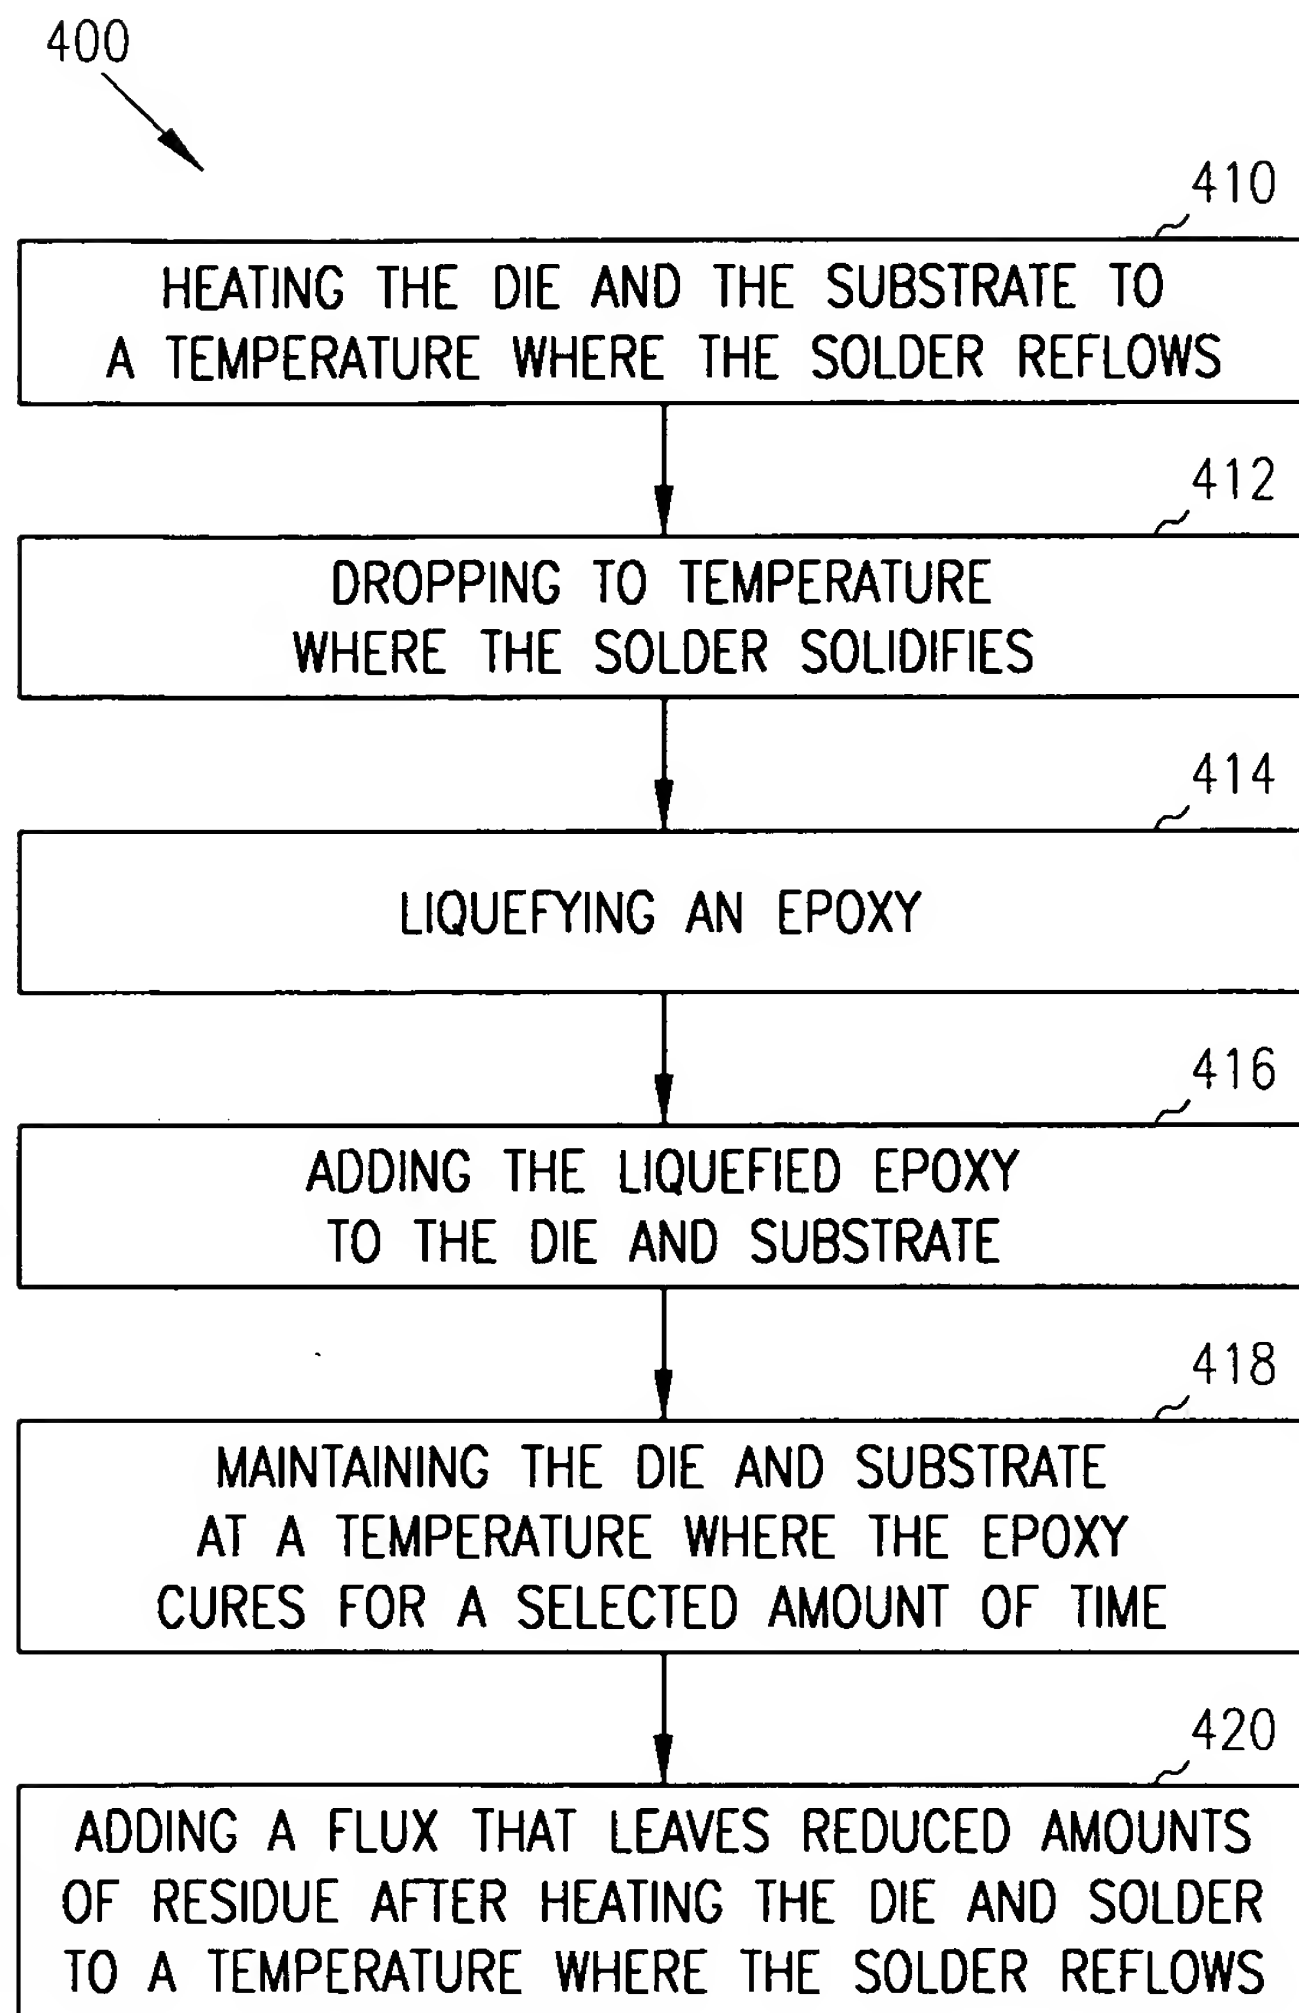 400
410
HEATING THE DIE AND THE SUBSTRATE TO
A TEMPERATURE WHERE THE SOLDER REFLOWS
412
DROPPING TO TEMPERATURE
WHERE THE SOLDER SOLIDIFIES
414
LIQUEFYING AN EPOXY
416
ADDING THE LIQUEFIED EPOXY
TO THE DIE AND SUBSTRATE
418
MAINTAINING THE DIE AND SUBSTRATE
AT A TEMPERATURE WHERE THE EPOXY
CURES FOR A SELECTED AMOUNT OF TIME
420
ADDING A FLUX THAT LEAVES REDUCED AMOUNTS
OF RESIDUE AFTER HEATING THE DIE AND SOLDER
TO A TEMPERATURE WHERE THE SOLDER REFLOWS